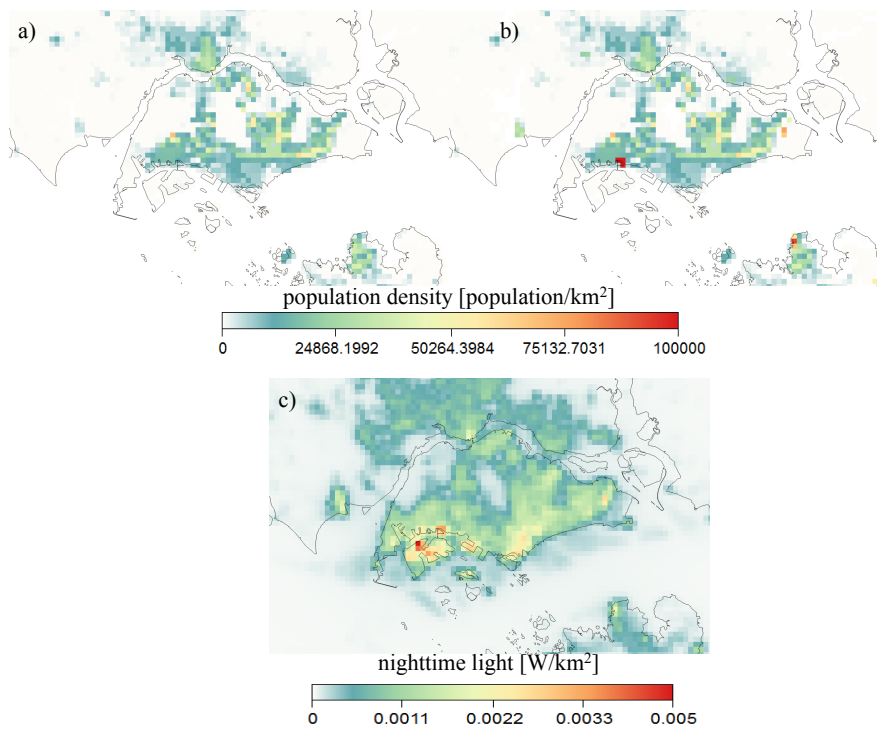 a)
b)
population density [population/km²]
0 24868.1992 50264.3984 75132.7031 100000
c)
nighttime light [W/km²]
0 0.0011 0.0022 0.0033 0.005